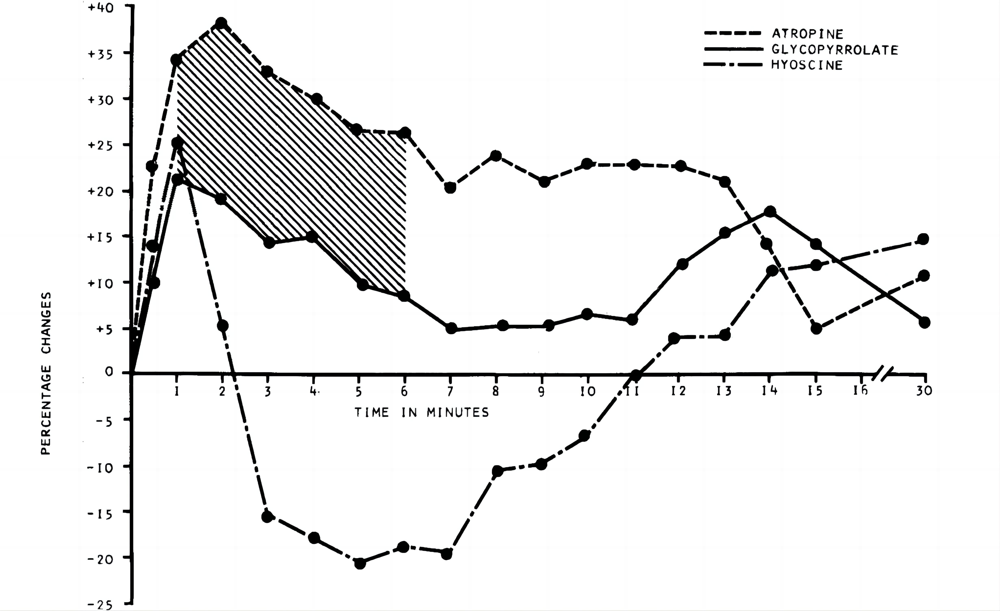 +40
+35
+30
+25
+20
+15
+10
+5
0
-5
-10
-15
-20
-25
PERCENTAGE CHANGES
ATROPINE
GLYCOPYRROLATE
HYOSCINE
1 2 3 4 5 6 7 8 9 10 11 12 13 14 15 16 30
TIME IN MINUTES